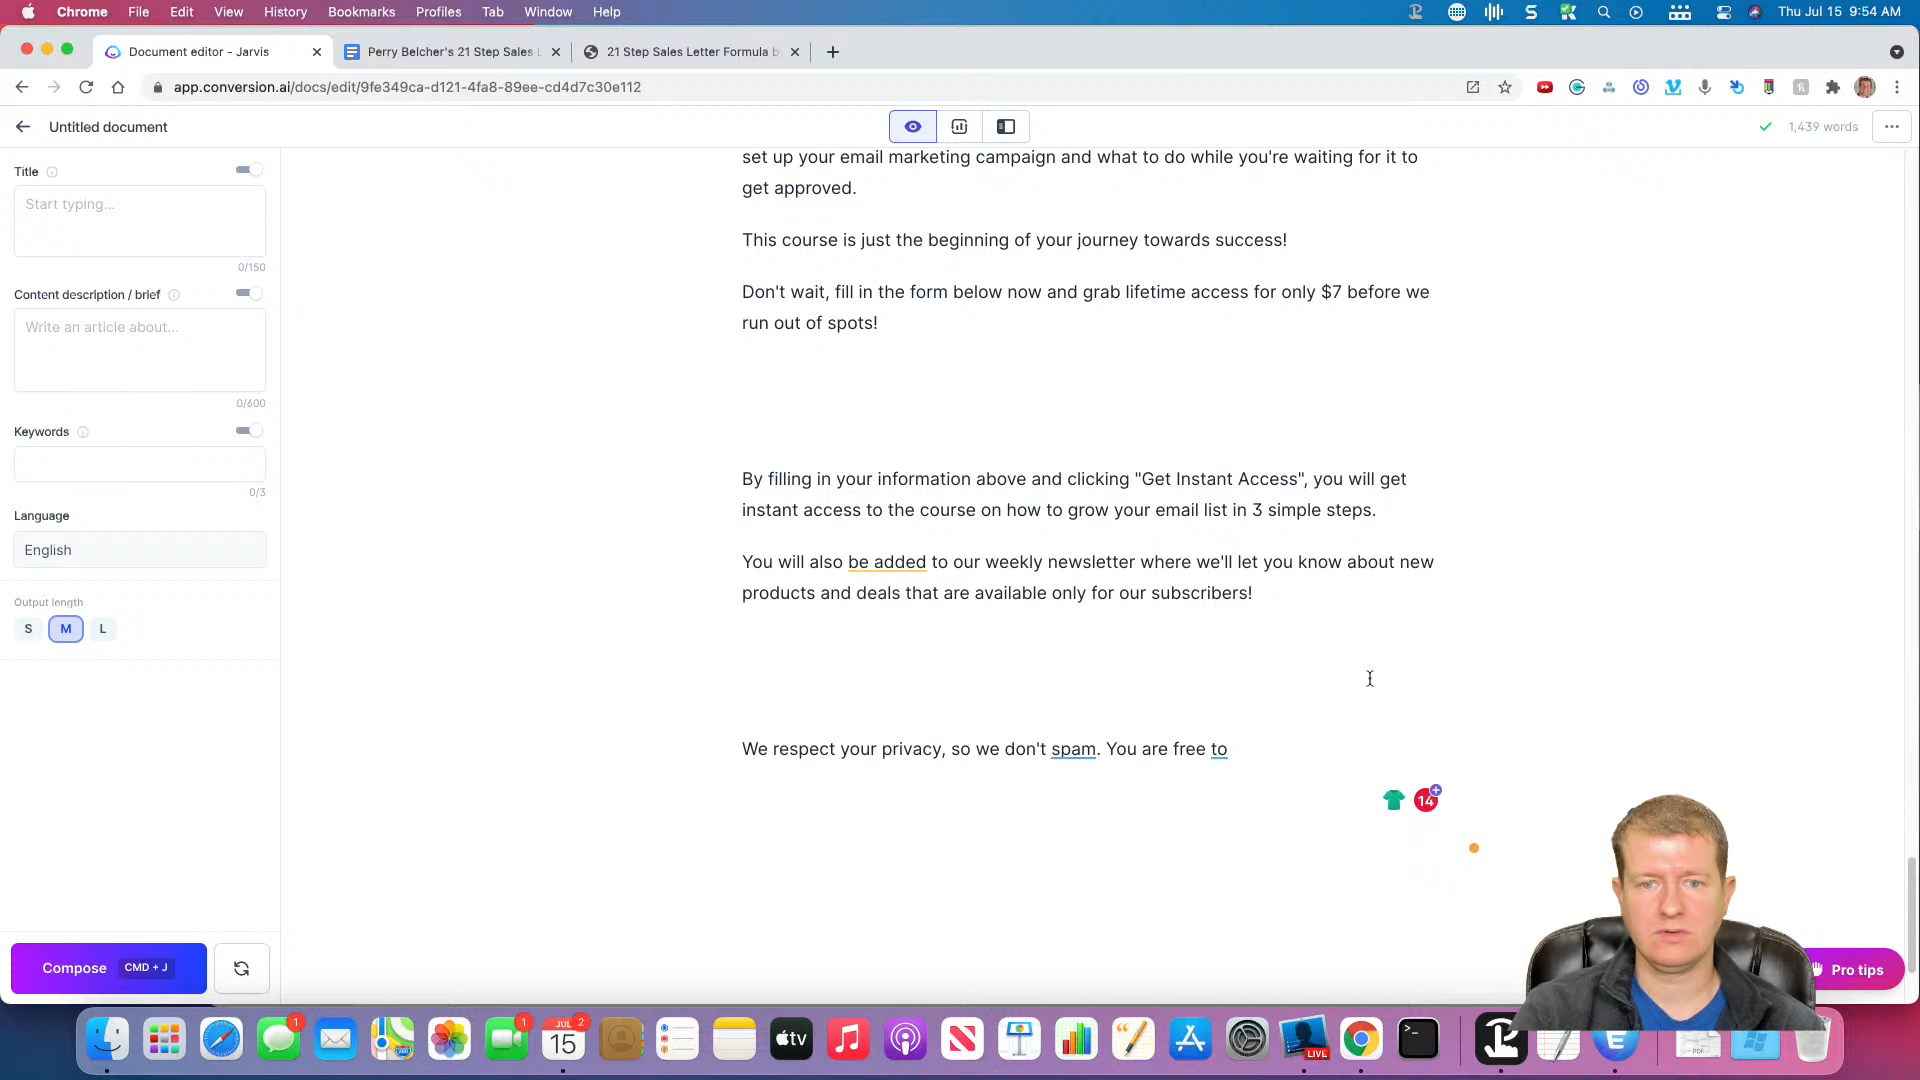 Chrome File Edit View History Bookmarks Profiles Tab Window Help Thu Jul 15 9:54 AM
Document editor - Jarvis Perry Belcher's 21 Step Sales L 21 Step Sales Letter Formula by
app.conversion.ai/docs/edit/9fe349ca-d121-4fa8-89ee-cd4d7c30e112
Untitled document 1,439 words
Title
Start typing...
0/150
Content description / brief
Write an article about...
0/600
Keywords
0/3
Language
English
Output length
S M L
Compose CMD + J
set up your email marketing campaign and what to do while you're waiting for it to
get approved.
This course is just the beginning of your journey towards success!
Don't wait, fill in the form below now and grab lifetime access for only $7 before we
run out of spots!
By filling in your information above and clicking "Get Instant Access", you will get
instant access to the course on how to grow your email list in 3 simple steps.
You will also be added to our weekly newsletter where we'll let you know about new
products and deals that are available only for our subscribers!
We respect your privacy, so we don't spam. You are free to
14
Pro tips
1 1 JUL 2
15
tv
LIVE
PDF